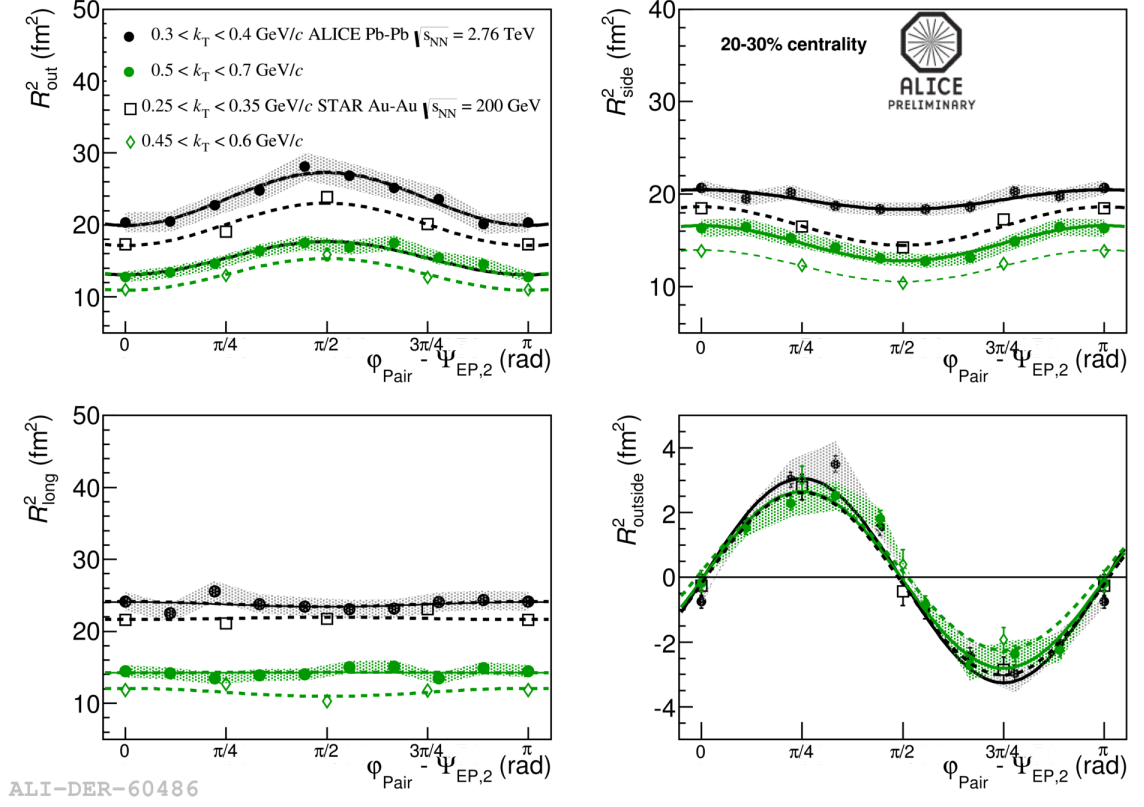 50
40
30
20
10
R²out (fm²)
0.3 < kT < 0.4 GeV/c ALICE Pb-Pb √sNN = 2.76 TeV
0.5 < kT < 0.7 GeV/c
0.25 < kT < 0.35 GeV/c STAR Au-Au √sNN = 200 GeV
0.45 < kT < 0.6 GeV/c
0 π/4 π/2 3π/4 π
φPair - ΨEP,2 (rad)
40
30
20
10
R²side (fm²)
20-30% centrality
ALICE
PRELIMINARY
0 π/4 π/2 3π/4 π
φPair - ΨEP,2 (rad)
50
40
30
20
10
R²long (fm²)
0 π/4 π/2 3π/4 π
φPair - ΨEP,2 (rad)
4
2
0
-2
-4
R²outside (fm²)
0 π/4 π/2 3π/4 π
φPair - ΨEP,2 (rad)
ALI-DER-60486